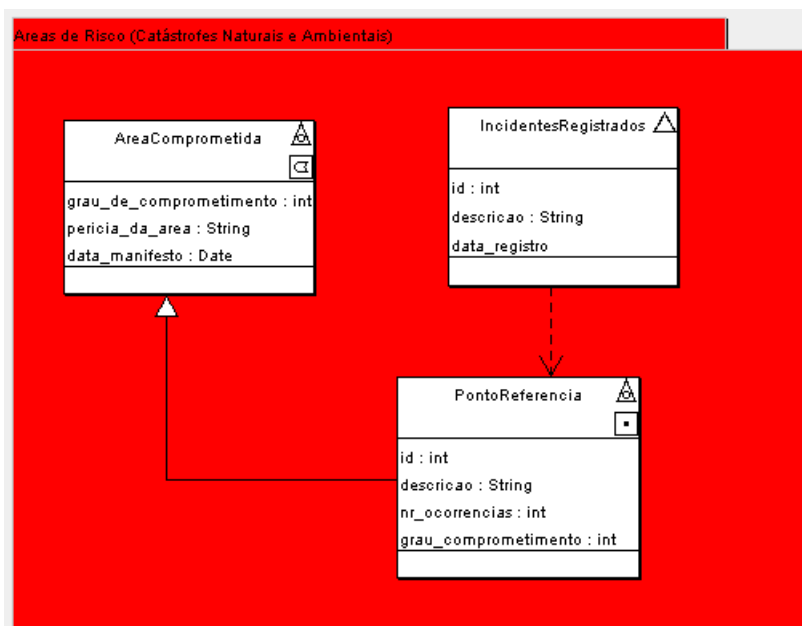 Areas de Risco (Catástrofes Naturais e Ambientais)
AreaComprometida
grau_de_comprometimento : int
pericia_da_area : String
data_manifesto : Date
IncidentesRegistrados
id : int
descricao : String
data_registro
PontoReferencia
id : int
descricao : String
nr_ocorrencias : int
grau_comprometimento : int